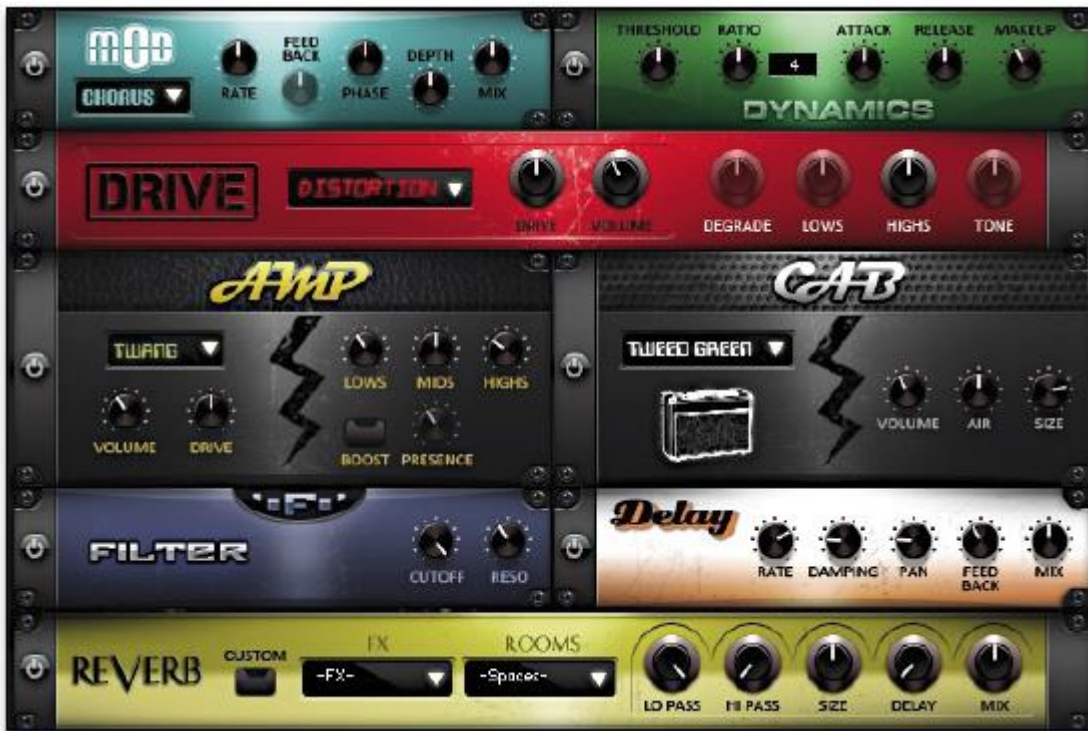 MOD
CHORUS
RATE
FEED
BACK
PHASE
DEPTH
MIX
THRESHOLD
RATIO
4
ATTACK
RELEASE
MAKEUP
DYNAMICS
DRIVE
DISTORTION
DRIVE
VOLUME
DEGRADE
LOWS
HIGHS
TONE
AMP
TWANG
VOLUME
DRIVE
LOWS
MIDS
HIGHS
BOOST
PRESENCE
CAB
TWEED GREEN
VOLUME
AIR
SIZE
F
FILTER
CUTOFF
RESO
Delay
RATE
DAMPING
PAN
FEED
BACK
MIX
REVERB
CUSTOM
FX
-FX-
ROOMS
-Spaces-
LO PASS
HI PASS
SIZE
DELAY
MIX